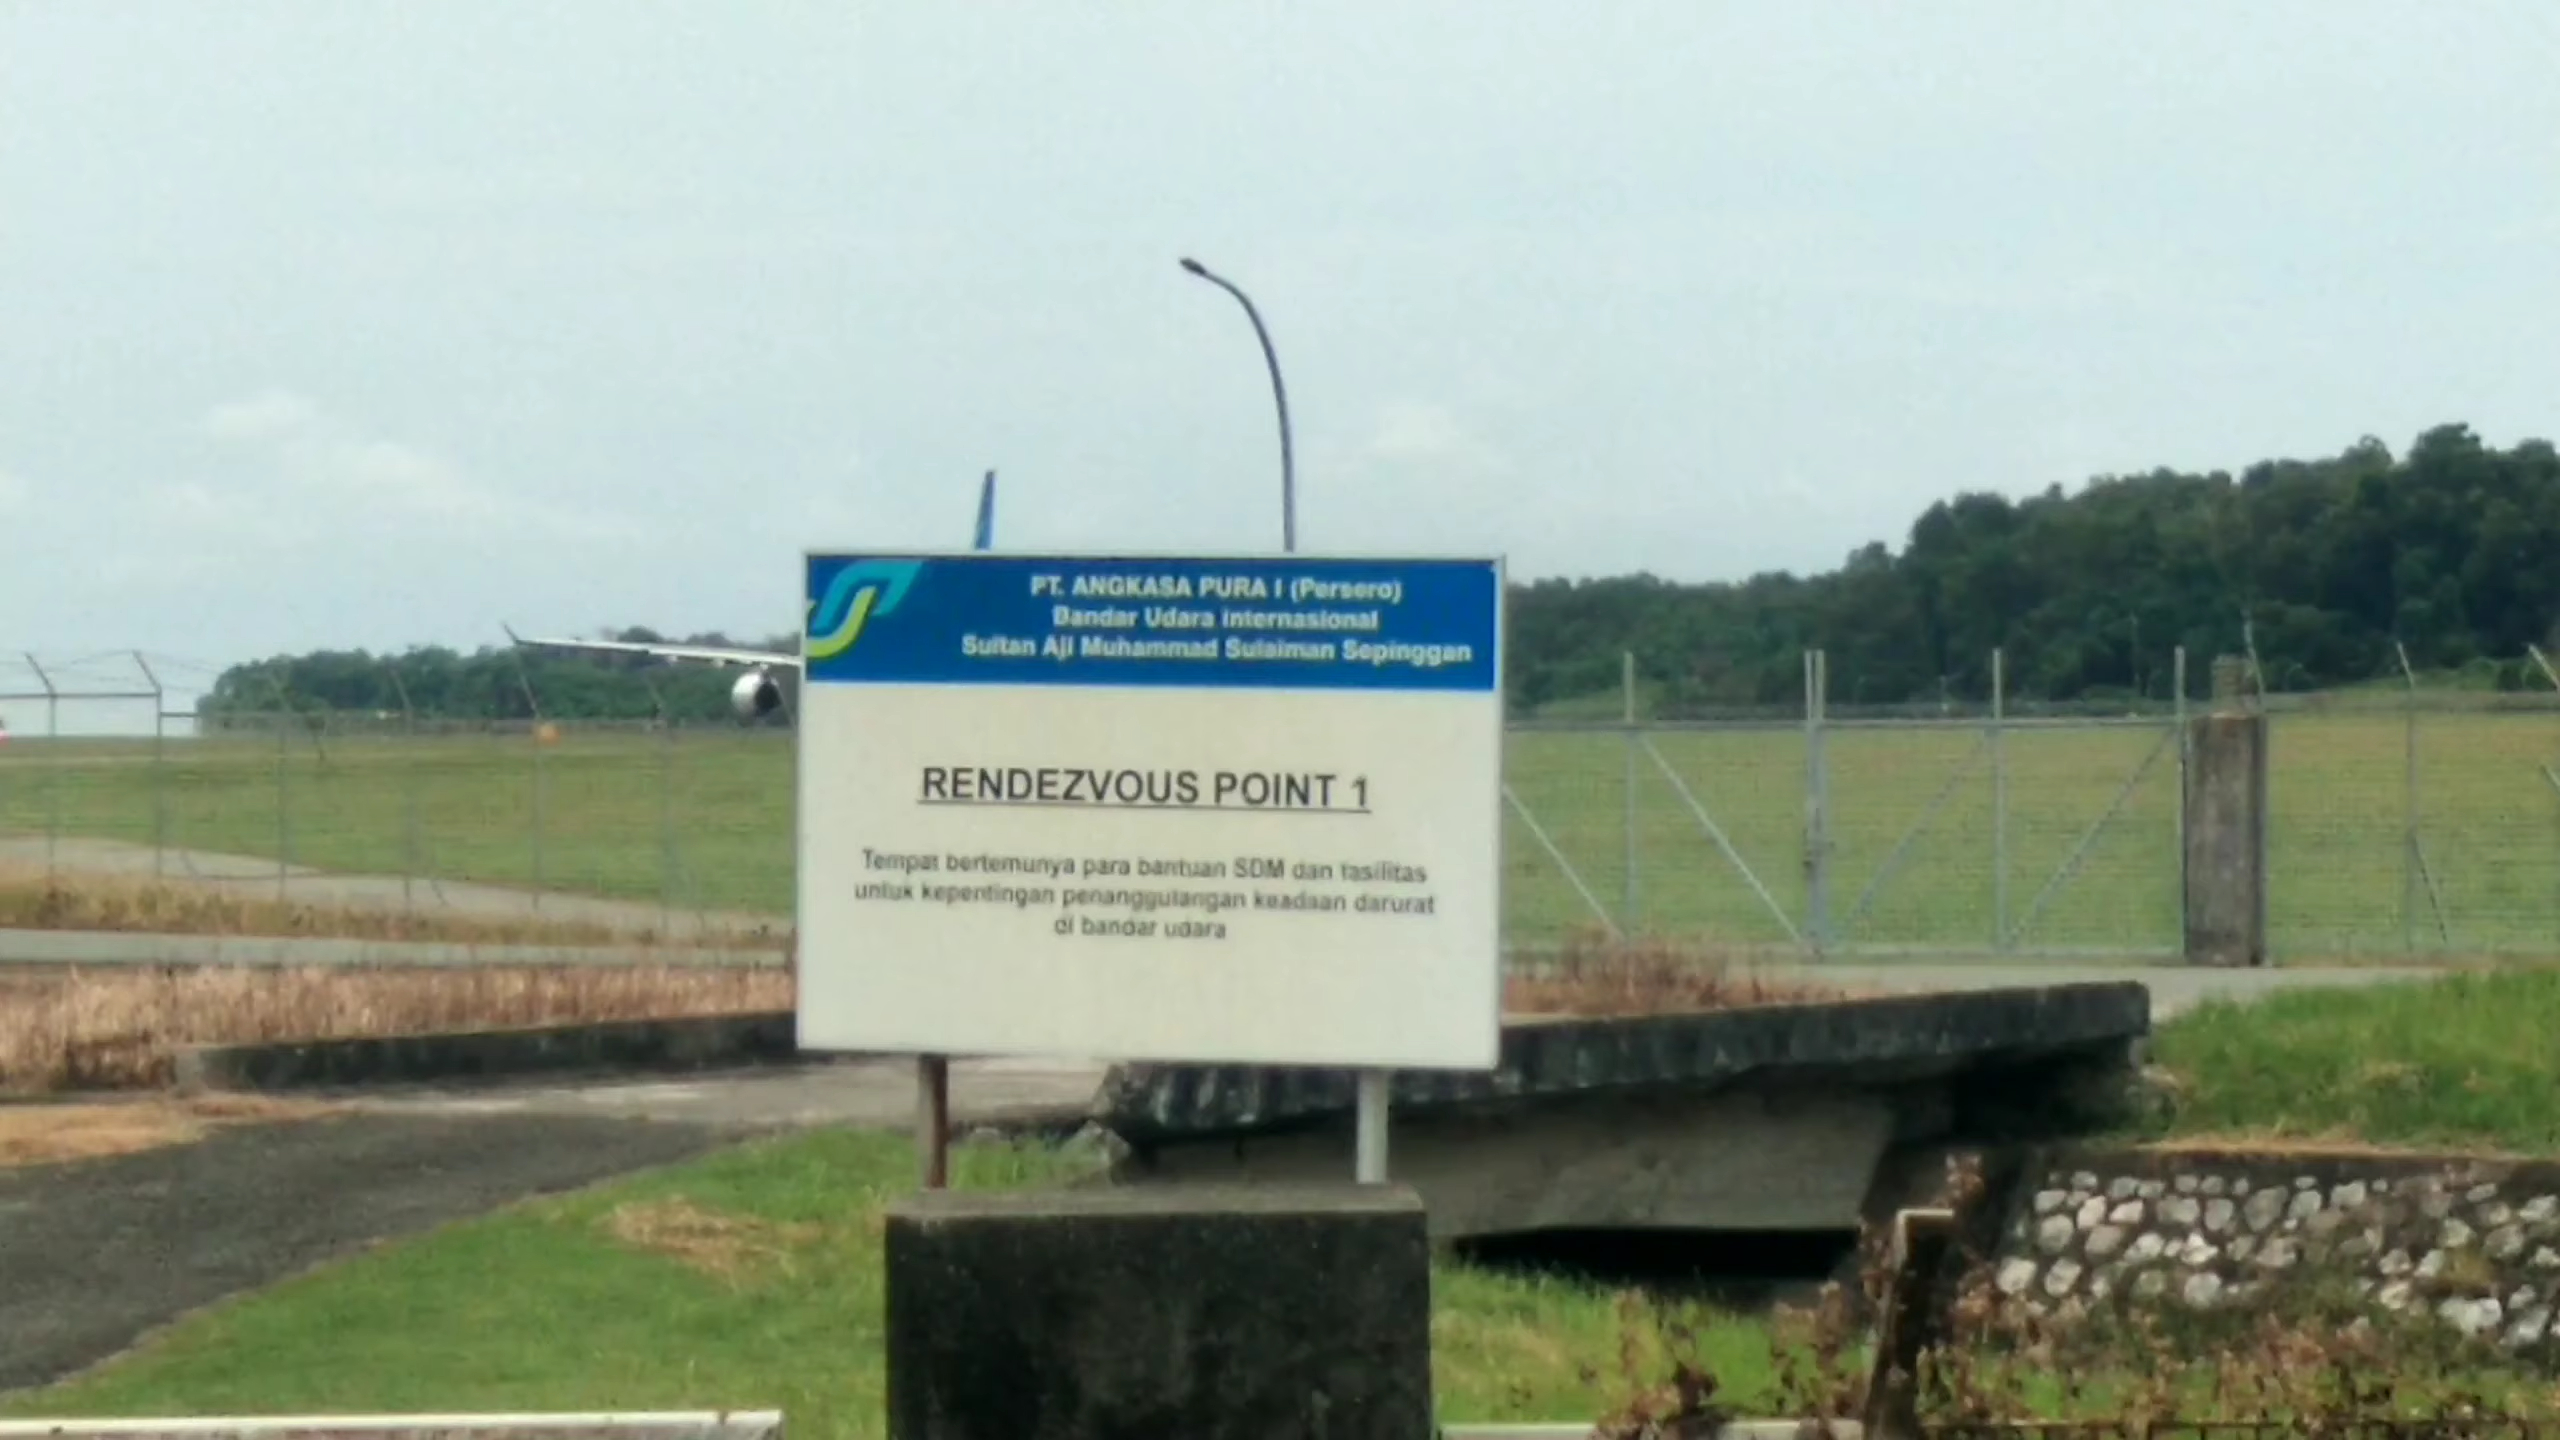 PT. ANGKASA PURA I (Persero)
Bandar Udara Internasional
Sultan Aji Muhammad Sulaiman Sepinggan
RENDEZVOUS POINT 1
Tempat bertemunya para bantuan SDM dan fasilitas
untuk kepentingan penanggulangan keadaan darurat
di bandar udara